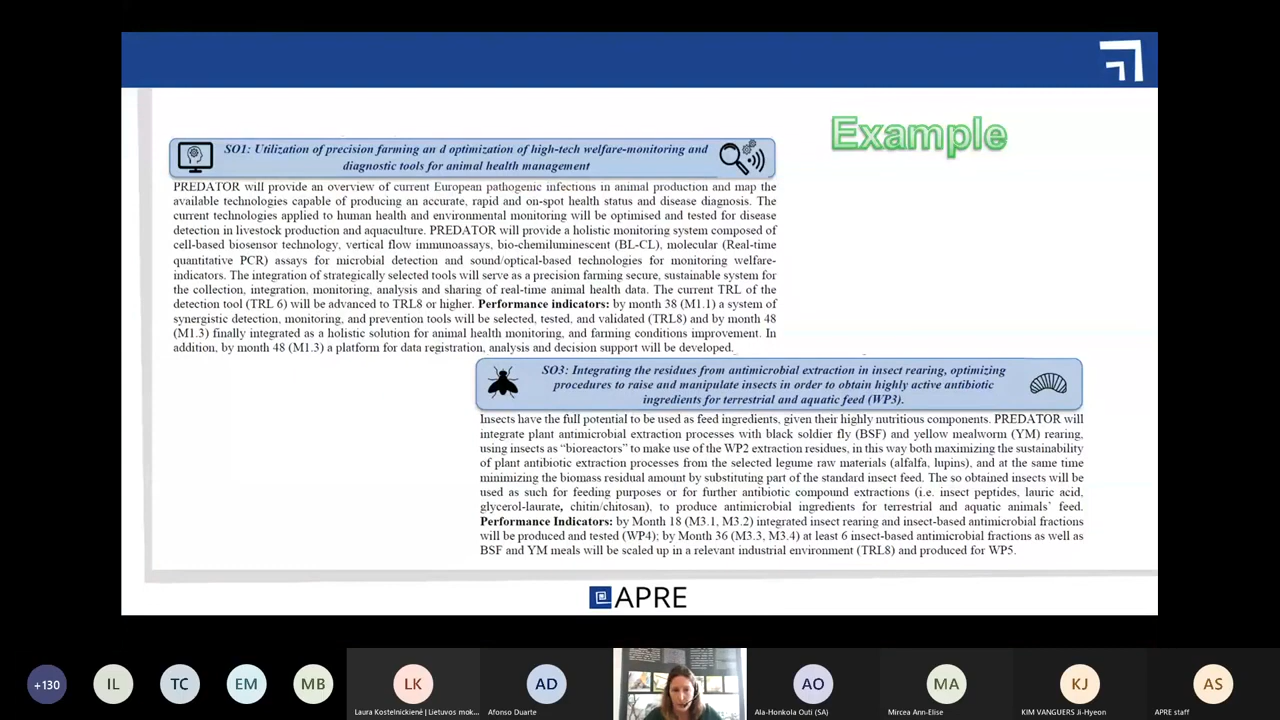 Example
SO1: Utilization of precision farming an d optimization of high-tech welfare-monitoring and
diagnostic tools for animal health management
PREDATOR will provide an overview of current European pathogenic infections in animal production and map the
available technologies capable of producing an accurate, rapid and on-spot health status and disease diagnosis. The
current technologies applied to human health and environmental monitoring will be optimised and tested for disease
detection in livestock production and aquaculture. PREDATOR will provide a holistic monitoring system composed of
cell-based biosensor technology, vertical flow immunoassays, bio-chemiluminescent (BL-CL), molecular (Real-time
quantitative PCR) assays for microbial detection and sound/optical-based technologies for monitoring welfare-
indicators. The integration of strategically selected tools will serve as a precision farming secure, sustainable system for
the collection, integration, monitoring, analysis and sharing of real-time animal health data. The current TRL of the
detection tool (TRL 6) will be advanced to TRL8 or higher. Performance indicators: by month 38 (M1.1) a system of
synergistic detection, monitoring, and prevention tools will be selected, tested, and validated (TRL8) and by month 48
(M1.3) finally integrated as a holistic solution for animal health monitoring, and farming conditions improvement. In
addition, by month 48 (M1.3) a platform for data registration, analysis and decision support will be developed.
SO3: Integrating the residues from antimicrobial extraction in insect rearing, optimizing
procedures to raise and manipulate insects in order to obtain highly active antibiotic
ingredients for terrestrial and aquatic feed (WP3).
Insects have the full potential to be used as feed ingredients, given their highly nutritious components. PREDATOR will
integrate plant antimicrobial extraction processes with black soldier fly (BSF) and yellow mealworm (YM) rearing,
using insects as “bioreactors” to make use of the WP2 extraction residues, in this way both maximizing the sustainability
of plant antibiotic extraction processes from the selected legume raw materials (alfalfa, lupins), and at the same time
minimizing the biomass residual amount by substituting part of the standard insect feed. The so obtained insects will be
used as such for feeding purposes or for further antibiotic compound extractions (i.e. insect peptides, lauric acid,
glycerol-laurate, chitin/chitosan), to produce antimicrobial ingredients for terrestrial and aquatic animals’ feed.
Performance Indicators: by Month 18 (M3.1, M3.2) integrated insect rearing and insect-based antimicrobial fractions
will be produced and tested (WP4); by Month 36 (M3.3, M3.4) at least 6 insect-based antimicrobial fractions as well as
BSF and YM meals will be scaled up in a relevant industrial environment (TRL8) and produced for WP5.
APRE
+130 IL TC EM MB LK AD AO MA KJ AS
Laura Kostelnickienė | Lietuvos mok... Afonso Duarte Ala-Honkola Outi (SA) Mircea Ann-Elise KIM VANGUERS Ji-Hyeon APRE staff